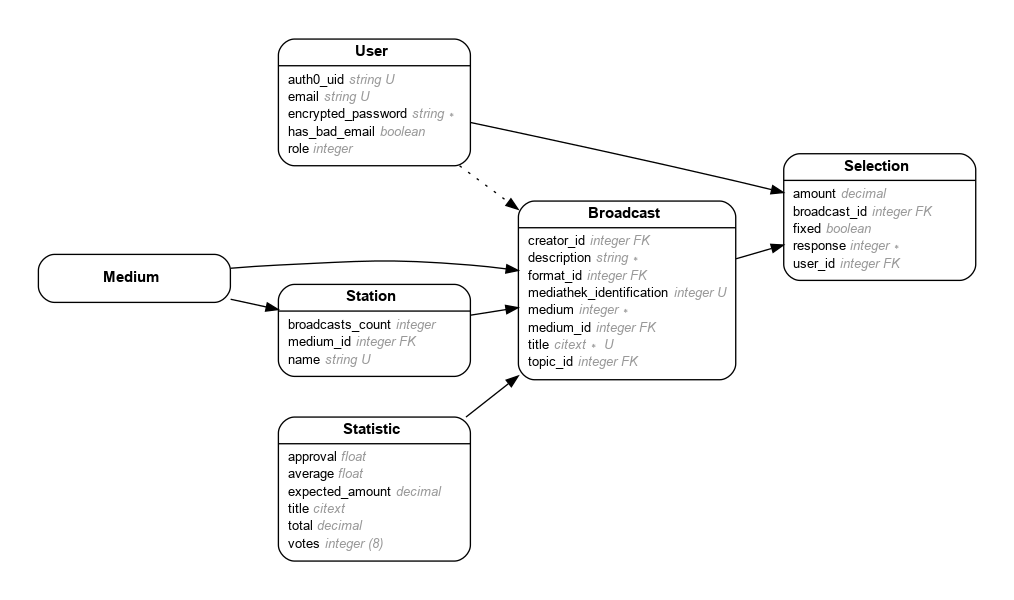 User
auth0_uid string U
email string U
encrypted_password string *
has_bad_email boolean
role integer
Medium
Station
broadcasts_count integer
medium_id integer FK
name string U
Statistic
approval float
average float
expected_amount decimal
title citext
total decimal
votes integer (8)
Broadcast
creator_id integer FK
description string *
format_id integer FK
mediathek_identification integer U
medium integer *
medium_id integer FK
title citext * U
topic_id integer FK
Selection
amount decimal
broadcast_id integer FK
fixed boolean
response integer *
user_id integer FK